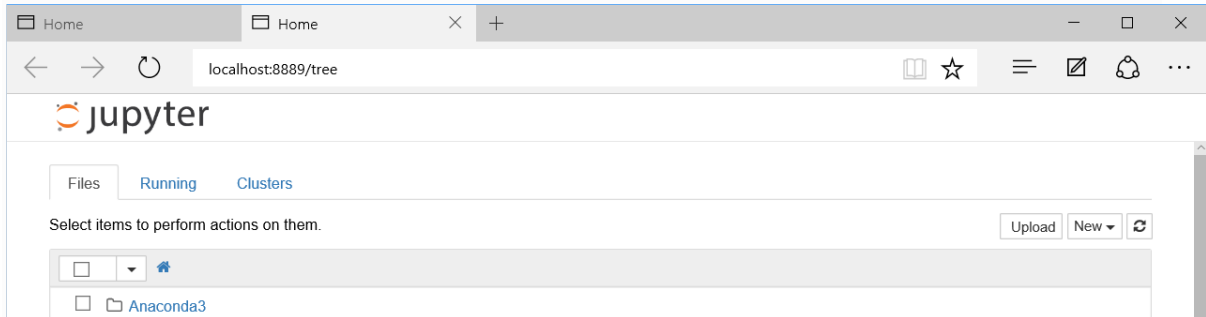 Home Home
localhost:8889/tree
jupyter
Files Running Clusters
Select items to perform actions on them. Upload New
Anaconda3